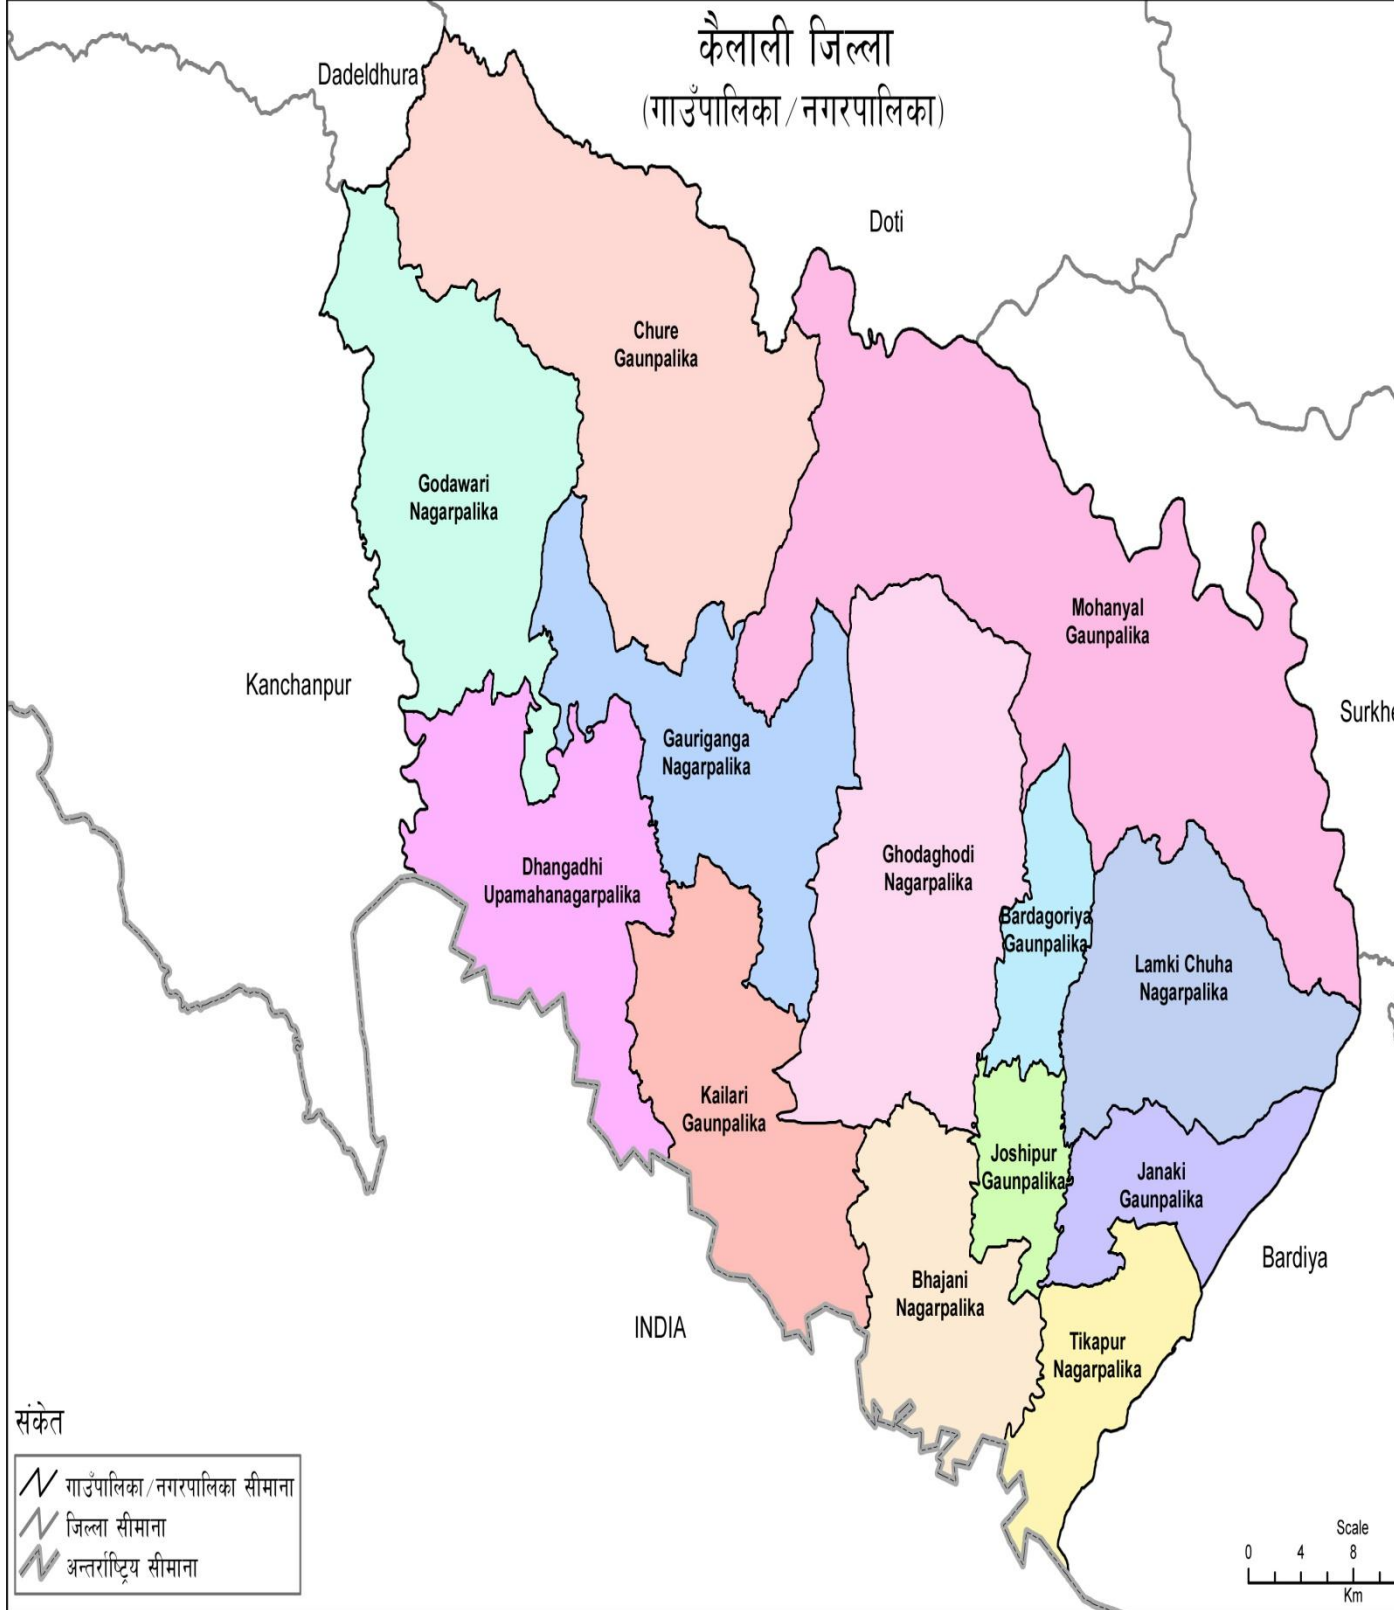 कैलाली जिल्ला
(गाउँपालिका/नगरपालिका)
Dadeldhura
Doti
Chure
Gaunpalika
Godawari
Nagarpalika
Mohanyal
Gaunpalika
Kanchanpur
Surkhe
Gauriganga
Nagarpalika
Dhangadhi
Upamahanagarpalika
Ghodaghodi
Nagarpalika
Bardagoriya
Gaunpalika
Lamki Chuha
Nagarpalika
Kailari
Gaunpalika
Joshipur
Gaunpalika
Janaki
Gaunpalika
Bardiya
Bhajani
Nagarpalika
INDIA
Tikapur
Nagarpalika
संकेत
गाउँपालिका/नगरपालिका सीमाना
जिल्ला सीमाना
अन्तर्राष्ट्रिय सीमाना
Scale
0 4 8
Km